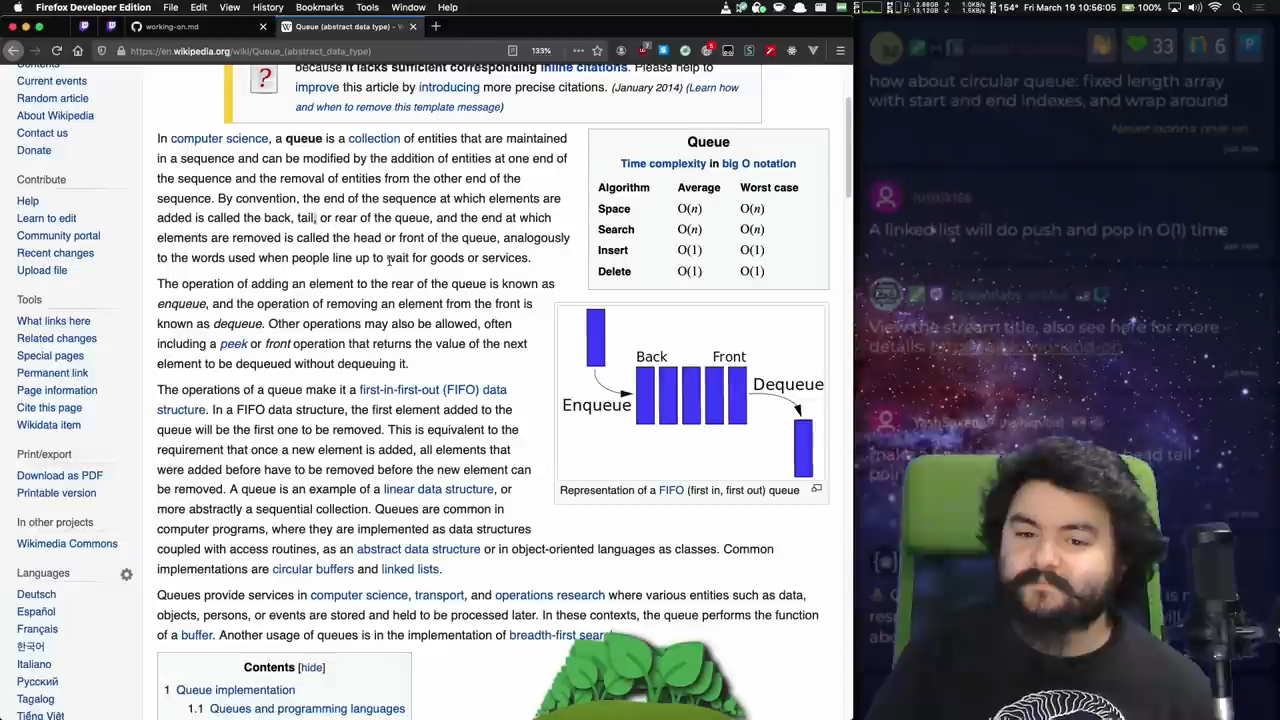 Firefox Developer Edition File Edit View History Bookmarks Tools Window Help
100% Fri March 19 10:56:05
working-on.md
Queue (abstract data type) -
https://en.wikipedia.org/wiki/Queue_(abstract_data_type)
133%
Contents
Current events
Random article
About Wikipedia
Contact us
Donate
Contribute
Help
Learn to edit
Community portal
Recent changes
Upload file
Tools
What links here
Related changes
Special pages
Permanent link
Page information
Cite this page
Wikidata item
Print/export
Download as PDF
Printable version
In other projects
Wikimedia Commons
Languages
Deutsch
Español
Français
한국어
Italiano
Русский
Tagalog
Tiếng Việt
because it lacks sufficient corresponding inline citations. Please help to
improve this article by introducing more precise citations. (January 2014) (Learn how
and when to remove this template message)
In computer science, a queue is a collection of entities that are maintained
in a sequence and can be modified by the addition of entities at one end of
the sequence and the removal of entities from the other end of the
sequence. By convention, the end of the sequence at which elements are
added is called the back, tail, or rear of the queue, and the end at which
elements are removed is called the head or front of the queue, analogously
to the words used when people line up to wait for goods or services.
The operation of adding an element to the rear of the queue is known as
enqueue, and the operation of removing an element from the front is
known as dequeue. Other operations may also be allowed, often
including a peek or front operation that returns the value of the next
element to be dequeued without dequeuing it.
The operations of a queue make it a first-in-first-out (FIFO) data
structure. In a FIFO data structure, the first element added to the
queue will be the first one to be removed. This is equivalent to the
requirement that once a new element is added, all elements that
were added before have to be removed before the new element can
be removed. A queue is an example of a linear data structure, or
more abstractly a sequential collection. Queues are common in
computer programs, where they are implemented as data structures
coupled with access routines, as an abstract data structure or in object-oriented languages as classes. Common
implementations are circular buffers and linked lists.
Queues provide services in computer science, transport, and operations research where various entities such as data,
objects, persons, or events are stored and held to be processed later. In these contexts, the queue performs the function
of a buffer. Another usage of queues is in the implementation of breadth-first
Contents [hide]
1 Queue implementation
1.1 Queues and programming languages
Queue
Time complexity in big O notation
Algorithm Average Worst case
Space O(n) O(n)
Search O(n) O(n)
Insert O(1) O(1)
Delete O(1) O(1)
Back Front
Enqueue
Dequeue
Representation of a FIFO (first in, first out) queue
33 6
how about circular queue: fixed length array
with start and end indexes, and wrap around
just now
A linked list will do push and pop in O(1) time
just now
View the stream title, also see here for more
details
just now